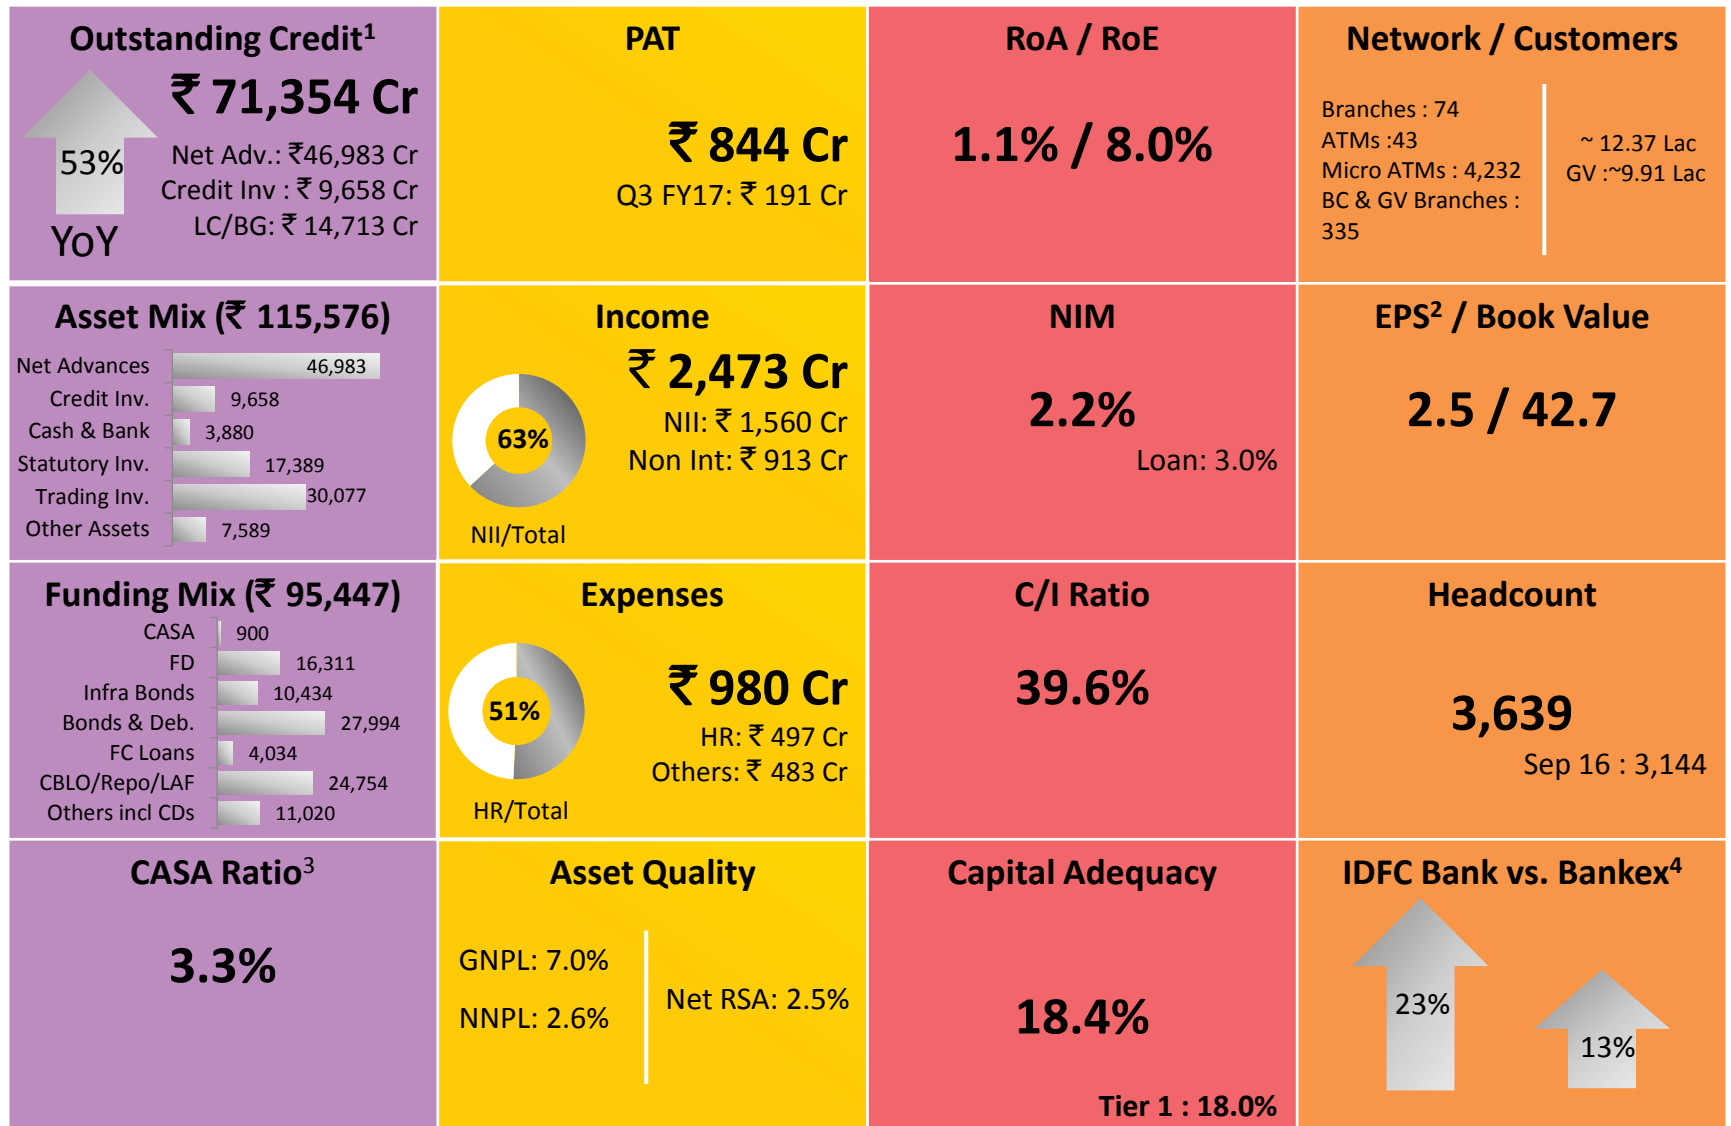 Outstanding Credit¹
₹ 71,354 Cr
53%
YoY
Net Adv.: ₹46,983 Cr
Credit Inv : ₹ 9,658 Cr
LC/BG: ₹ 14,713 Cr
PAT
₹ 844 Cr
Q3 FY17: ₹ 191 Cr
RoA / RoE
1.1% / 8.0%
Network / Customers
Branches : 74
ATMs :43
Micro ATMs : 4,232
BC & GV Branches :
335
~ 12.37 Lac
GV :~9.91 Lac
Asset Mix (₹ 115,576)
Net Advances 46,983
Credit Inv. 9,658
Cash & Bank 3,880
Statutory Inv. 17,389
Trading Inv. 30,077
Other Assets 7,589
Income
₹ 2,473 Cr
NII: ₹ 1,560 Cr
Non Int: ₹ 913 Cr
63%
NII/Total
NIM
2.2%
Loan: 3.0%
EPS² / Book Value
2.5 / 42.7
Funding Mix (₹ 95,447)
CASA 900
FD 16,311
Infra Bonds 10,434
Bonds & Deb. 27,994
FC Loans 4,034
CBLO/Repo/LAF 24,754
Others incl CDs 11,020
Expenses
₹ 980 Cr
HR: ₹ 497 Cr
Others: ₹ 483 Cr
51%
HR/Total
C/I Ratio
39.6%
Headcount
3,639
Sep 16 : 3,144
CASA Ratio³
3.3%
Asset Quality
GNPL: 7.0%
NNPL: 2.6%
Net RSA: 2.5%
Capital Adequacy
18.4%
Tier 1 : 18.0%
IDFC Bank vs. Bankex⁴
23%
13%